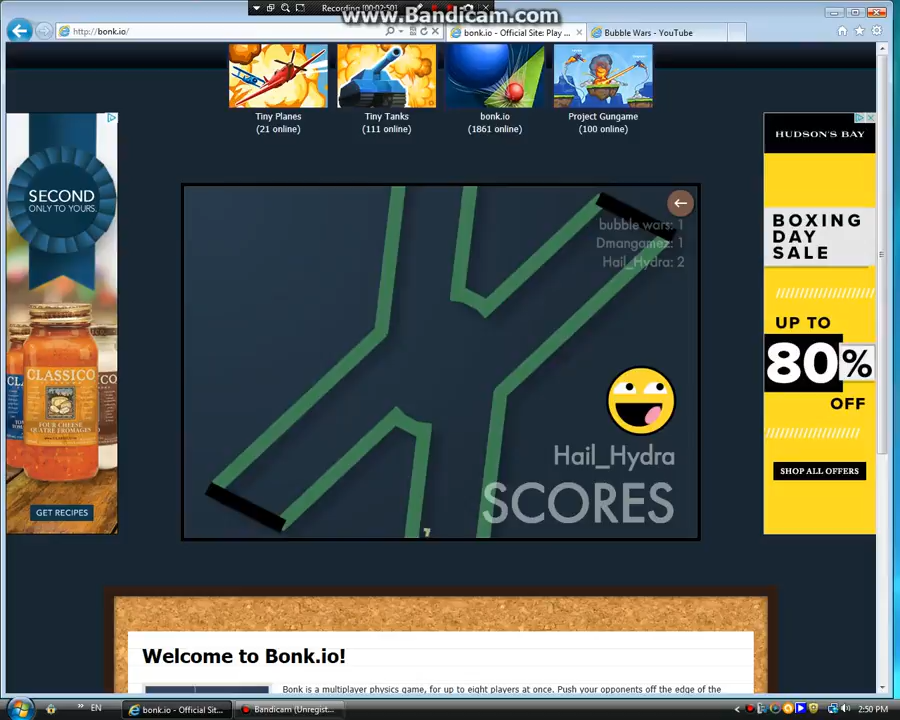 Recording [00:02:50]
www.Bandicam.com
http://bonk.io/
bonk.io - Official Site: Play ...
Bubble Wars - YouTube
Tiny Planes
(21 online)
Tiny Tanks
(111 online)
bonk.io
(1861 online)
Project Gungame
(100 online)
SECOND
ONLY TO YOURS.
CLASSICO
FOUR CHEESE
GET RECIPES
bubble wars: 1
Dmangamez: 1
Hail_Hydra: 2
Hail_Hydra
SCORES
7
HUDSON'S BAY
BOXING
DAY
SALE
UP TO
80%
OFF
SHOP ALL OFFERS
Welcome to Bonk.io!
Bonk is a multiplayer physics game, for up to eight players at once. Push your opponents off the edge of the
EN
bonk.io - Official Sit...
Bandicam (Unregist...
2:50 PM